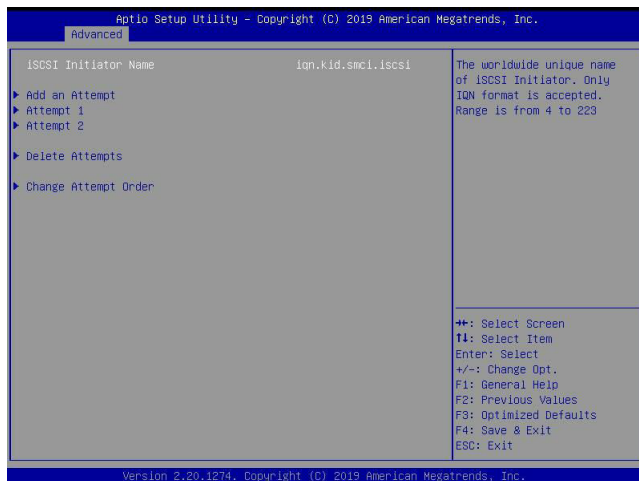 Aptio Setup Utility – Copyright (C) 2019 American Megatrends, Inc.
Advanced
iSCSI Initiator Name iqn.kid.smci.iscsi
Add an Attempt
Attempt 1
Attempt 2
Delete Attempts
Change Attempt Order
The worldwide unique name
of iSCSI Initiator. Only
IQN format is accepted.
Range is from 4 to 223
→←: Select Screen
↑↓: Select Item
Enter: Select
+/-: Change Opt.
F1: General Help
F2: Previous Values
F3: Optimized Defaults
F4: Save & Exit
ESC: Exit
Version 2.20.1274. Copyright (C) 2019 American Megatrends, Inc.